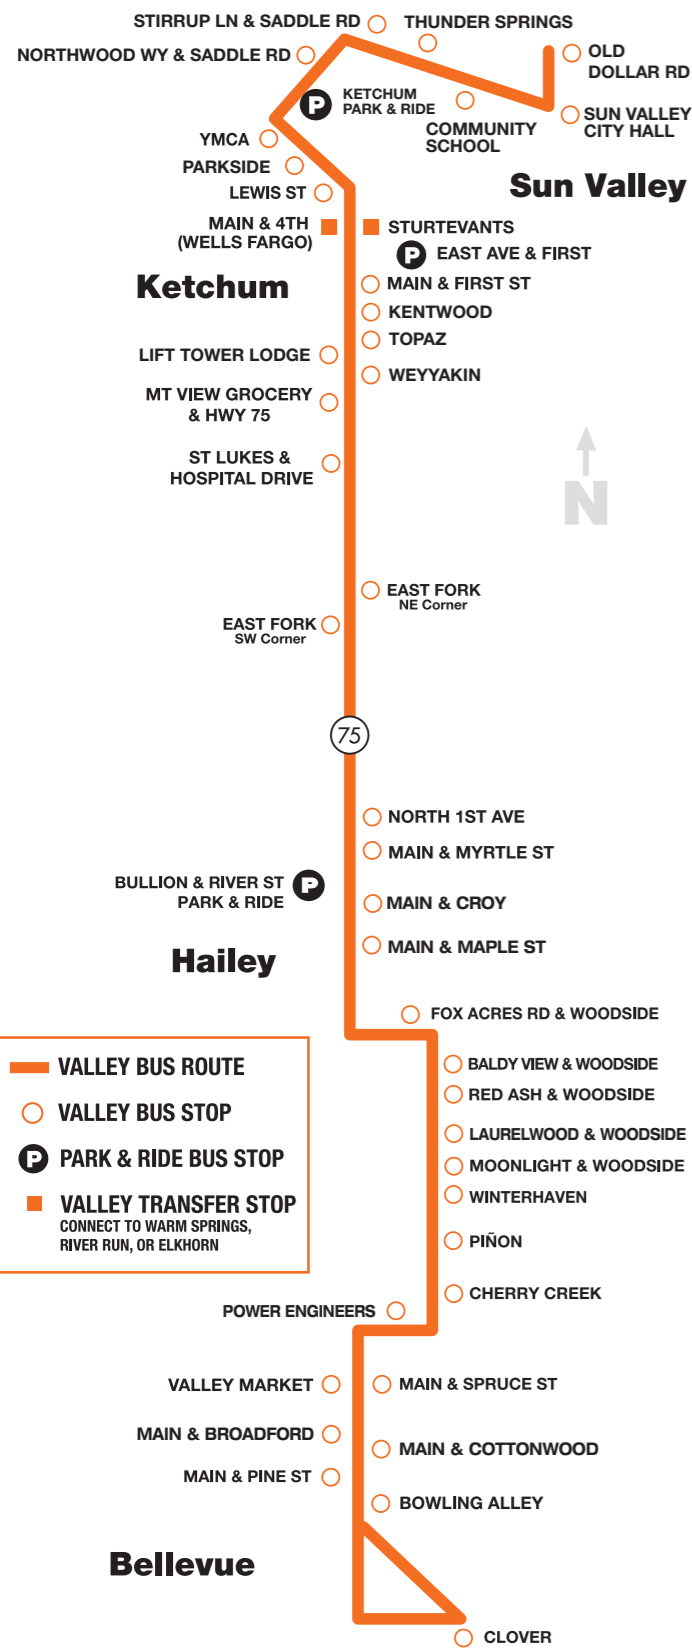 STIRRUP LN & SADDLE RD
THUNDER SPRINGS
NORTHWOOD WY & SADDLE RD
OLD
DOLLAR RD
P
KETCHUM
PARK & RIDE
SUN VALLEY
CITY HALL
COMMUNITY
SCHOOL
YMCA
PARKSIDE
LEWIS ST
Sun Valley
MAIN & 4TH
(WELLS FARGO)
STURTEVANTS
P
EAST AVE & FIRST
Ketchum
MAIN & FIRST ST
KENTWOOD
TOPAZ
LIFT TOWER LODGE
WEYYAKIN
MT VIEW GROCERY
& HWY 75
ST LUKES &
HOSPITAL DRIVE
N
EAST FORK
NE Corner
EAST FORK
SW Corner
75
NORTH 1ST AVE
MAIN & MYRTLE ST
BULLION & RIVER ST
PARK & RIDE
P
MAIN & CROY
MAIN & MAPLE ST
Hailey
FOX ACRES RD & WOODSIDE
BALDY VIEW & WOODSIDE
RED ASH & WOODSIDE
LAURELWOOD & WOODSIDE
MOONLIGHT & WOODSIDE
WINTERHAVEN
PIÑON
CHERRY CREEK
VALLEY BUS ROUTE
VALLEY BUS STOP
P
PARK & RIDE BUS STOP
VALLEY TRANSFER STOP
CONNECT TO WARM SPRINGS,
RIVER RUN, OR ELKHORN
POWER ENGINEERS
VALLEY MARKET
MAIN & SPRUCE ST
MAIN & BROADFORD
MAIN & COTTONWOOD
MAIN & PINE ST
BOWLING ALLEY
Bellevue
CLOVER